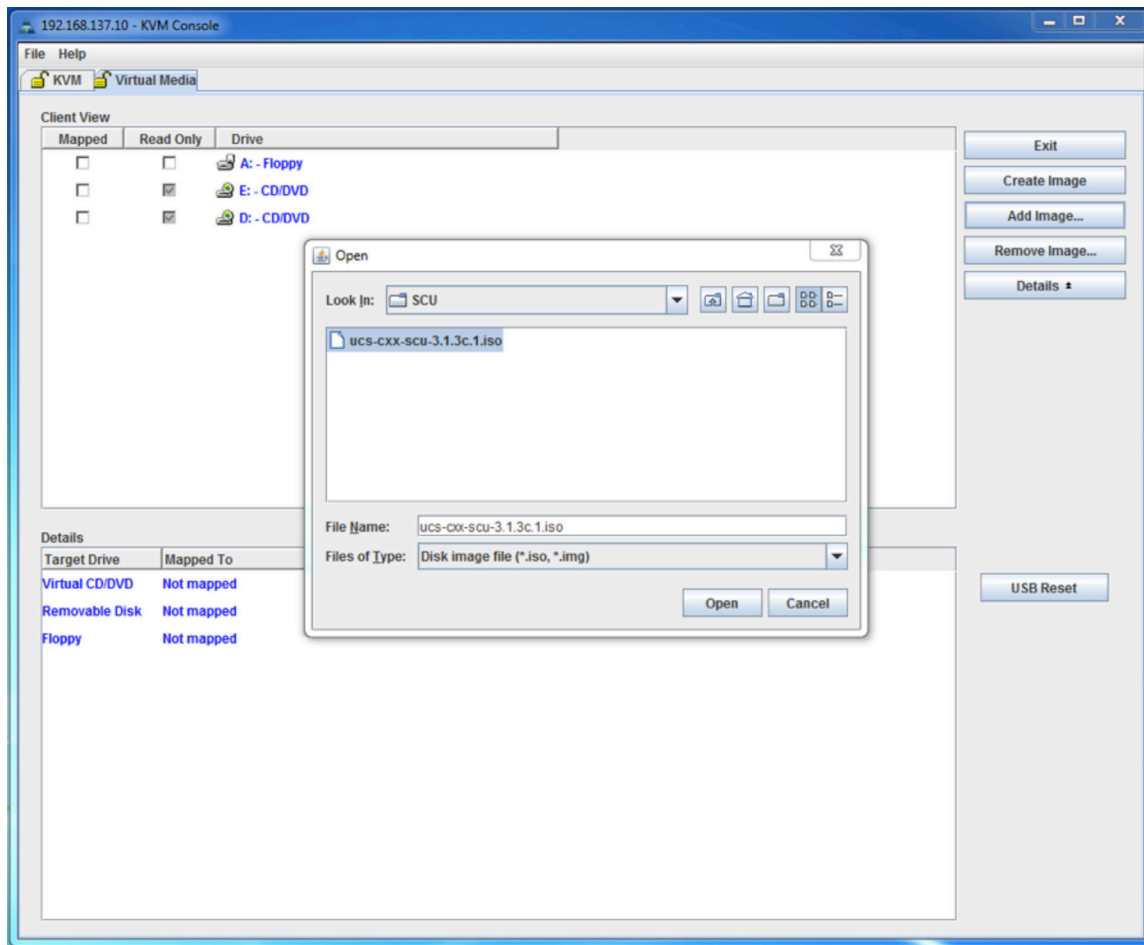 192.168.137.10 - KVM Console
File Help
KVM Virtual Media
Client View
Mapped Read Only Drive
A: - Floppy
E: - CD/DVD
D: - CD/DVD
Exit
Create Image
Add Image...
Remove Image...
Details
Open
Look In: SCU
ucs-cxx-scu-3.1.3c.1.iso
File Name: ucs-cxx-scu-3.1.3c.1.iso
Files of Type: Disk image file (*.iso, *.img)
Open Cancel
Details
Target Drive Mapped To
Virtual CD/DVD Not mapped
Removable Disk Not mapped
Floppy Not mapped
USB Reset